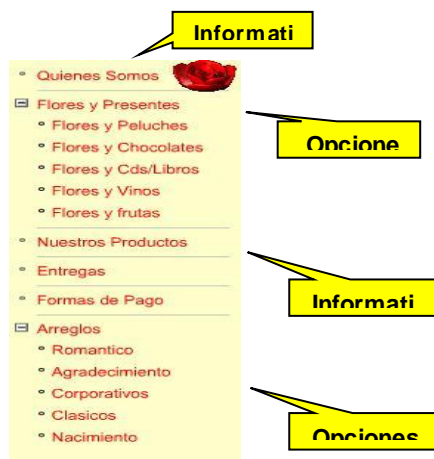 Informati
Quienes Somos
Flores y Presentes
Flores y Peluches
Flores y Chocolates
Opcione
Flores y Cds/Libros
Flores y Vinos
Flores y frutas
Nuestros Productos
Entregas
Informati
Formas de Pago
Arreglos
Romantico
Agradecimiento
Corporativos
Clasicos
Opciones
Nacimiento